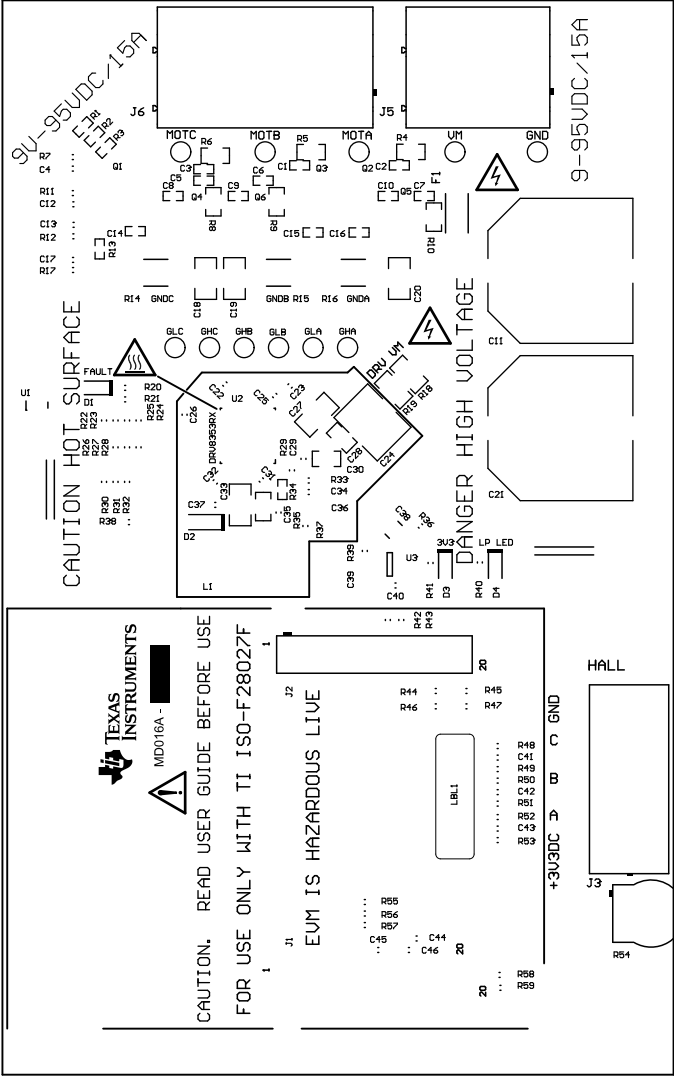 9V-95VDC/15A
J6
J5
9-95VDC/15A
MOTC
MOTB
MOTA
VM
GND
R1
R2
R3
R6
R5
R4
R7
C4
Q1
C3
C1
Q3
Q2
C2
F1
C5
C6
R11
C12
C8
Q4
C9
Q6
C10
Q5
C7
R8
R9
R10
C13
R12
C14
R13
C15
C16
C17
R17
R14
GNDC
C18
C19
GNDB
R15
R16
GNDA
C20
C11
GLC
GHC
GHB
GLB
GLA
GHA
CAUTION HOT SURFACE
DANGER HIGH VOLTAGE
FAULT
D1
U1
R20
R21
R22
R23
R25
R24
C26
C22
U2
C25
C23
C27
DRV VM
R19
R18
R26
R27
R28
DRV8353RX
R29
C29
C28
C30
C24
C21
C32
C31
R33
C34
R34
C33
C37
C35
R35
C36
R37
R30
R31
R32
R38
D2
C38
R36
R39
U3
C39
C40
3V3
LP LED
R41
D3
R40
D4
L1
R42
R43
TEXAS
INSTRUMENTS
MD016A -
CAUTION. READ USER GUIDE BEFORE USE
FOR USE ONLY WITH TI ISO-F28027F
EVM IS HAZARDOUS LIVE
1
J2
20
R44
R45
R46
R47
HALL
GND
C
B
A
+3V3DC
LBL1
R48
C41
R49
R50
C42
R51
R52
C43
R53
J3
R54
R55
R56
R57
C45
C44
C46
20
J1
1
R58
R59
20